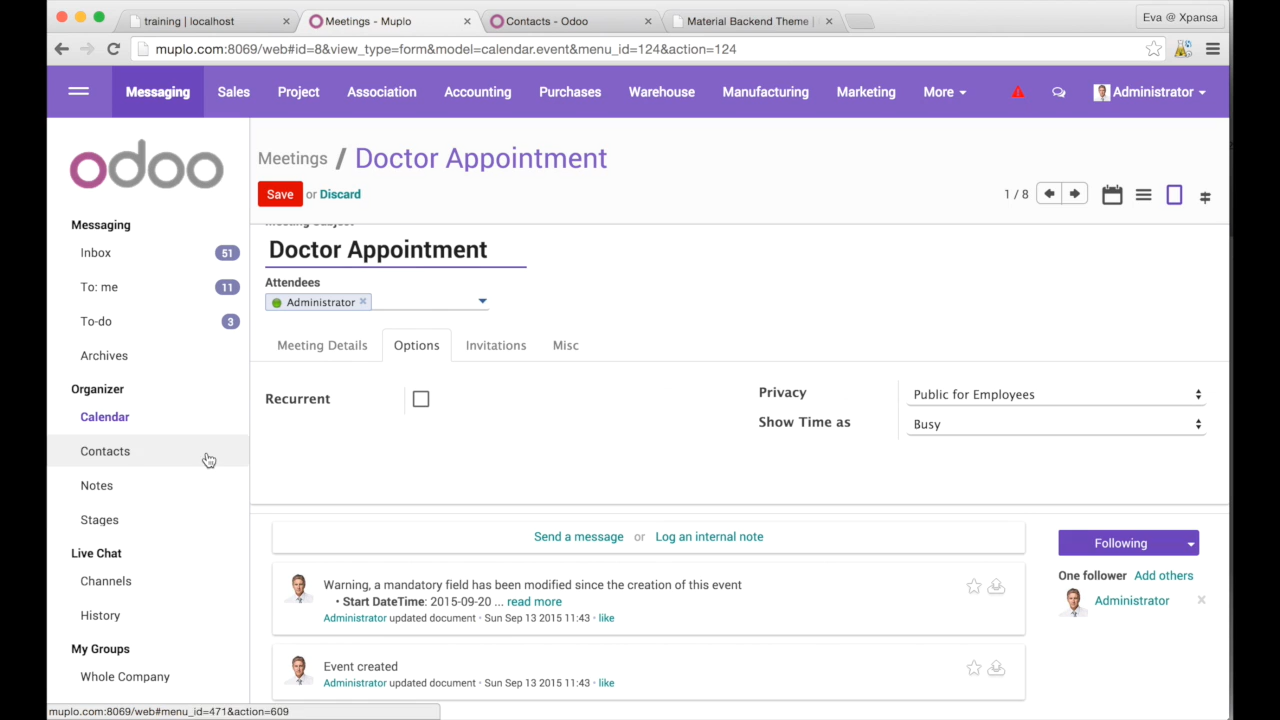 training | localhost
Meetings - Muplo
Contacts - Odoo
Material Backend Theme |
Eva @ Xpansa
muplo.com:8069/web#id=8&view_type=form&model=calendar.event&menu_id=124&action=124
Messaging Sales Project Association Accounting Purchases Warehouse Manufacturing Marketing More Administrator
odoo
Messaging
Inbox 51
To: me 11
To-do 3
Archives
Organizer
Calendar
Contacts
Notes
Stages
Live Chat
Channels
History
My Groups
Whole Company
muplo.com:8069/web#menu_id=471&action=609
Meetings / Doctor Appointment
Save or Discard
1 / 8
Meeting Subject
Doctor Appointment
Attendees
Administrator ×
Meeting Details Options Invitations Misc
Recurrent
Privacy Public for Employees
Show Time as Busy
Send a message or Log an internal note
Warning, a mandatory field has been modified since the creation of this event
• Start DateTime: 2015-09-20 ... read more
Administrator updated document · Sun Sep 13 2015 11:43 · like
Event created
Administrator updated document · Sun Sep 13 2015 11:43 · like
Following
One follower Add others
Administrator ×